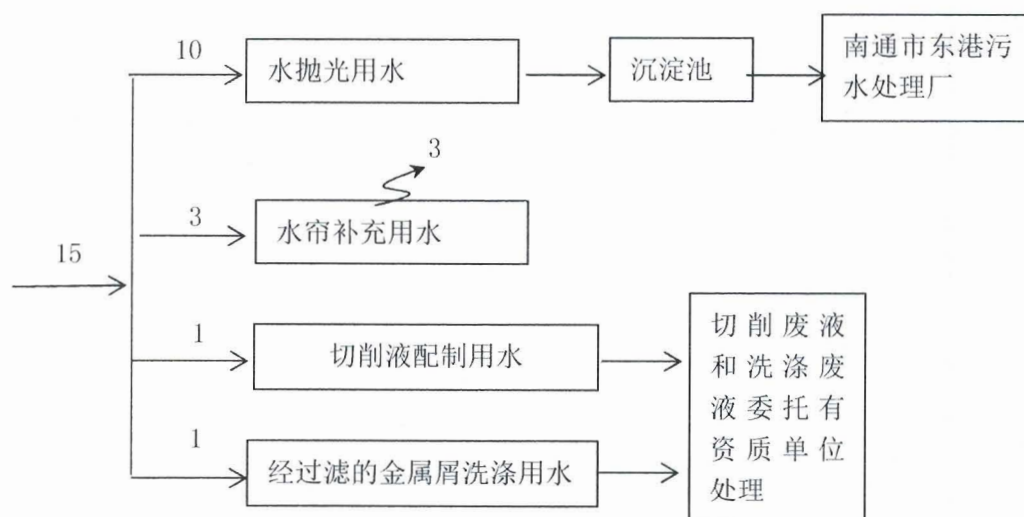 10
水抛光用水
沉淀池
南通市东港污
水处理厂
3
3
水帘补充用水
15
1
切削液配制用水
1
经过滤的金属屑洗涤用水
切削废液
和洗涤废
液委托有
资质单位
处理